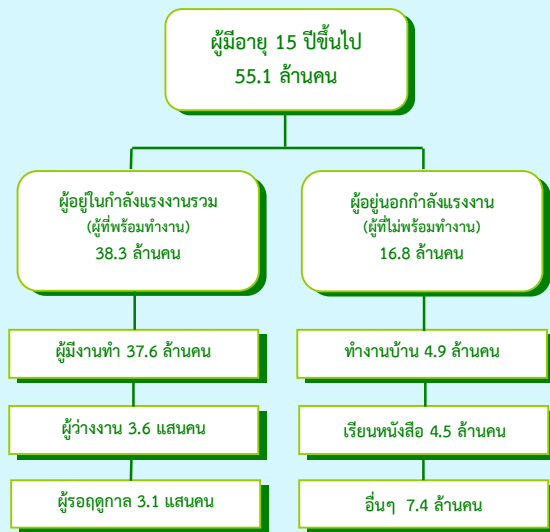 ผู้มีอายุ 15 ปีขึ้นไป
55.1 ล้านคน
ผู้อยู่ในกำลังแรงงานรวม
(ผู้ที่พร้อมทำงาน)
38.3 ล้านคน
ผู้อยู่นอกกำลังแรงงาน
(ผู้ที่ไม่พร้อมทำงาน)
16.8 ล้านคน
ผู้มีงานทำ 37.6 ล้านคน
ทำงานบ้าน 4.9 ล้านคน
ผู้ว่างงาน 3.6 แสนคน
เรียนหนังสือ 4.5 ล้านคน
ผู้รอฤดูกาล 3.1 แสนคน
อื่นๆ 7.4 ล้านคน